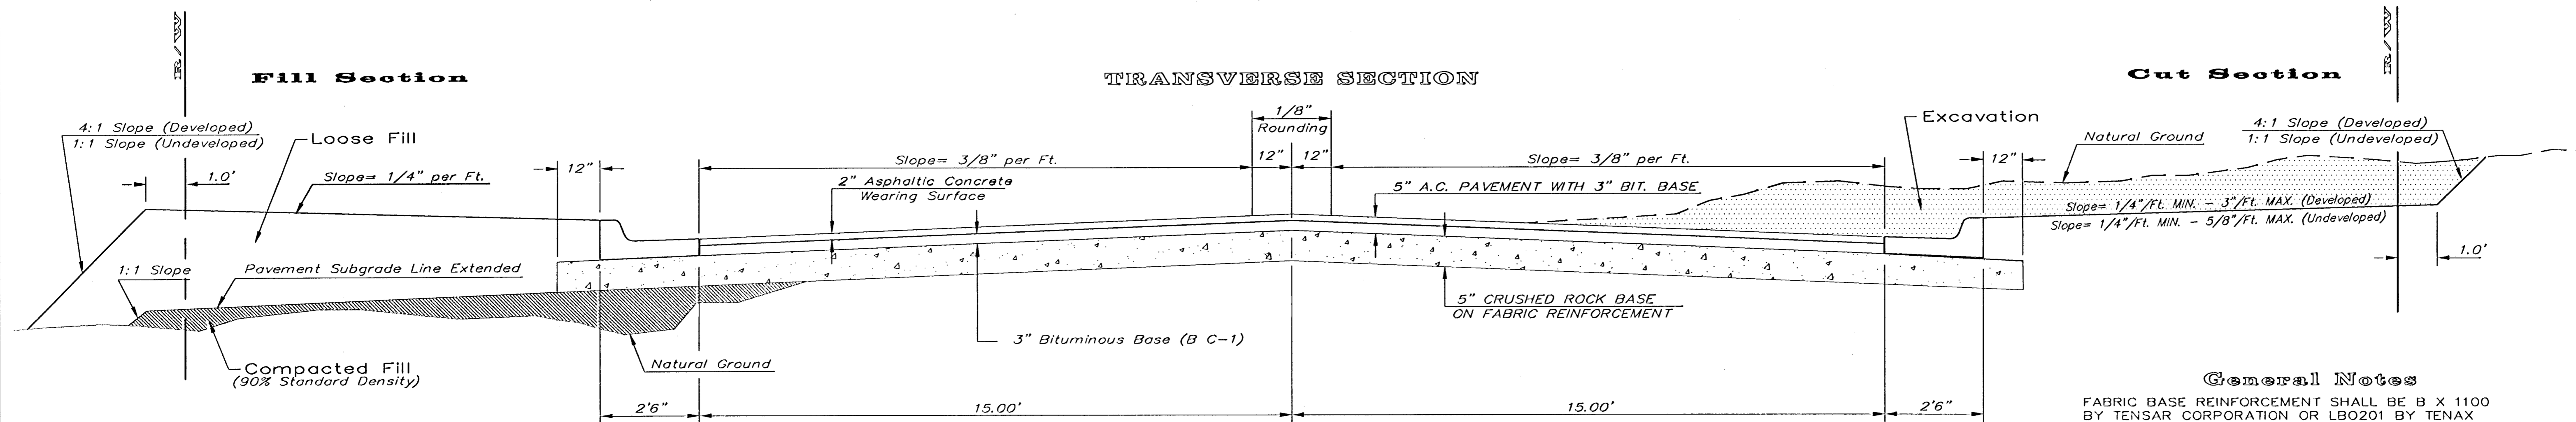 R/W
Fill Section
TRANSVERSE SECTION
Cut Section
R/W
4:1 Slope (Developed)
1:1 Slope (Undeveloped)
Loose Fill
1.0'
Slope= 1/4" per Ft.
12"
Slope= 3/8" per Ft.
2" Asphaltic Concrete
Wearing Surface
1/8"
Rounding
12"
12"
Slope= 3/8" per Ft.
5" A.C. PAVEMENT WITH 3" BIT. BASE
Excavation
Natural Ground
12"
4:1 Slope (Developed)
1:1 Slope (Undeveloped)
Slope= 1/4"/Ft. MIN. - 3"/Ft. MAX. (Developed)
Slope= 1/4"/Ft. MIN. - 5/8"/Ft. MAX. (Undeveloped)
1.0'
1:1 Slope
Pavement Subgrade Line Extended
5" CRUSHED ROCK BASE
ON FABRIC REINFORCEMENT
3" Bituminous Base (B C-1)
Natural Ground
Compacted Fill
(90% Standard Density)
2'6"
15.00'
15.00'
2'6"
General Notes
FABRIC BASE REINFORCEMENT SHALL BE B X 1100
BY TENSAR CORPORATION OR LBO201 BY TENAX